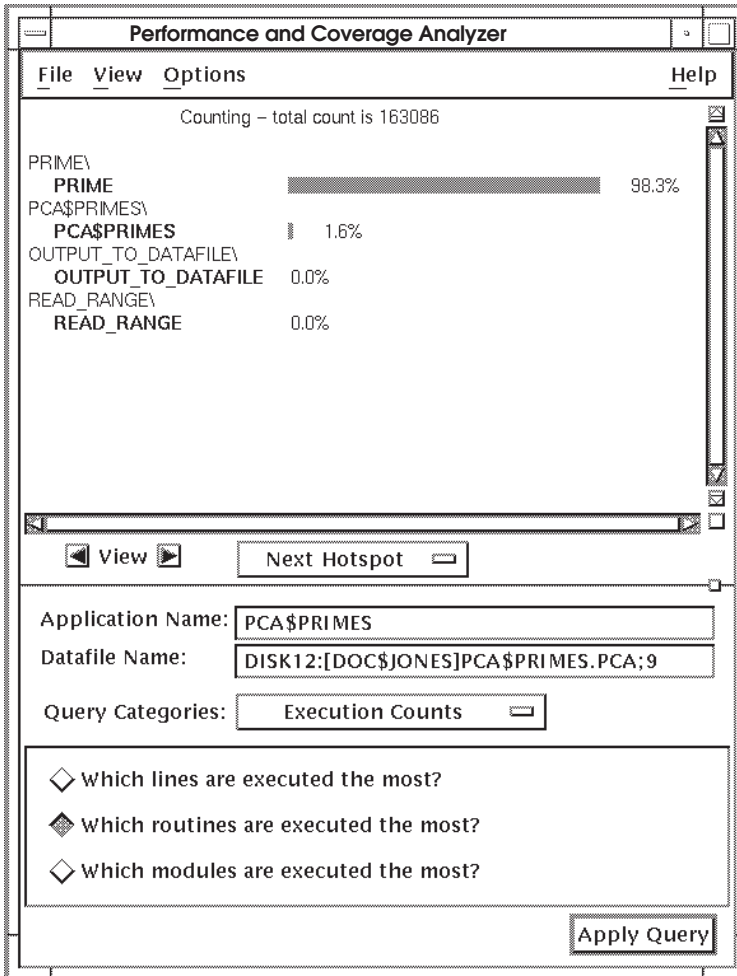 Performance and Coverage Analyzer
File View Options Help
Counting – total count is 163086
PRIME\
PRIME 98.3%
PCA$PRIMES\
PCA$PRIMES 1.6%
OUTPUT_TO_DATAFILE\
OUTPUT_TO_DATAFILE 0.0%
READ_RANGE\
READ_RANGE 0.0%
View Next Hotspot
Application Name: PCA$PRIMES
Datafile Name: DISK12:[DOC$JONES]PCA$PRIMES.PCA;9
Query Categories: Execution Counts
Which lines are executed the most?
Which routines are executed the most?
Which modules are executed the most?
Apply Query